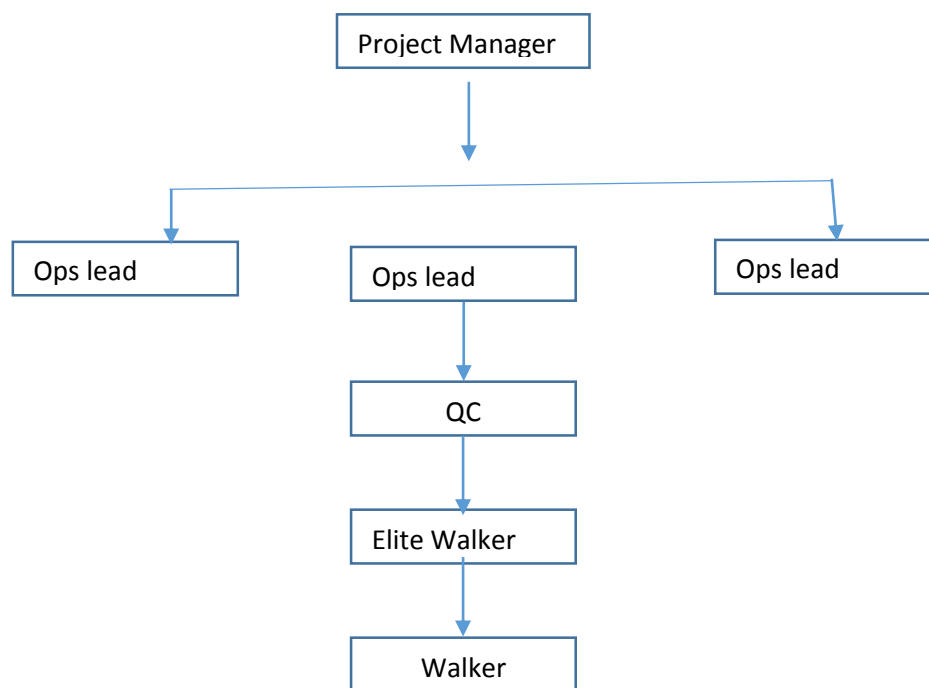 Project Manager
Ops lead
Ops lead
Ops lead
QC
Elite Walker
Walker